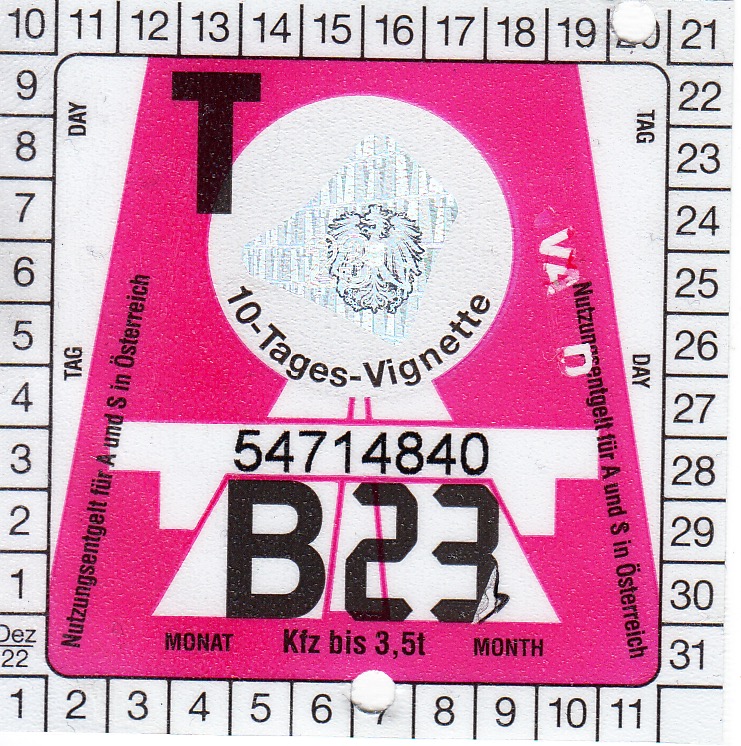 10 11 12 13 14 15 16 17 18 19 20 21
9 22
8 23
7 24
6 25
5 26
4 27
3 28
2 29
1 30
Dez
22
31
1 2 3 4 5 6 7 8 9 10 11
DAY
TAG
TAG
DAY
T
10-Tages-Vignette
Nutzungsentgelt für A und S in Österreich
Nutzungsentgelt für A und S in Österreich
54714840
B23
MONAT Kfz bis 3,5t MONTH